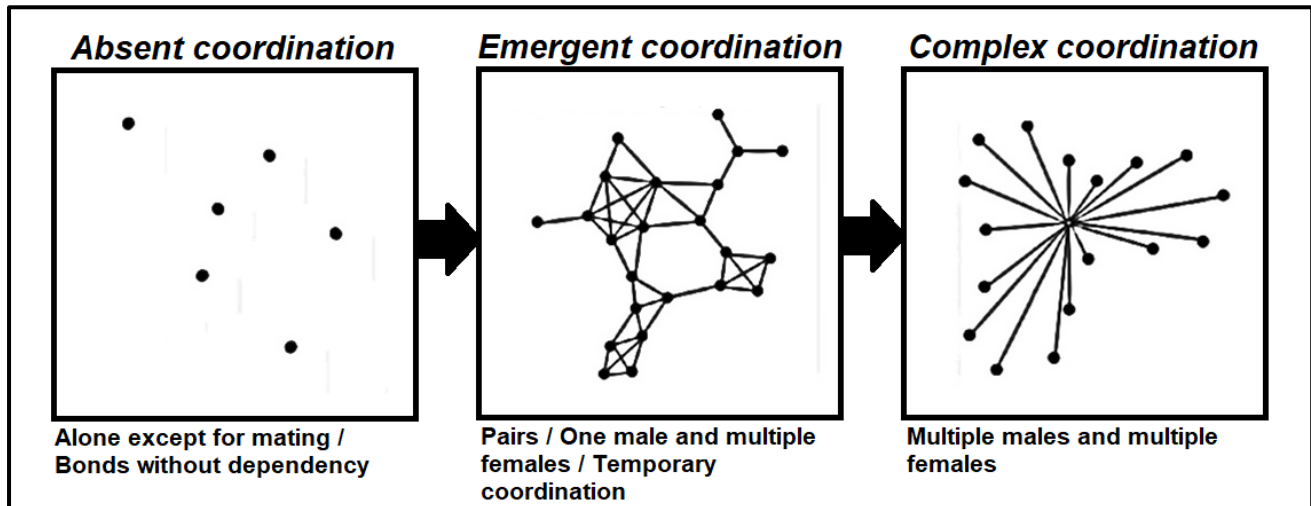 Absent coordination
Emergent coordination
Complex coordination
Alone except for mating /
Bonds without dependency
Pairs / One male and multiple
females / Temporary
coordination
Multiple males and multiple
females